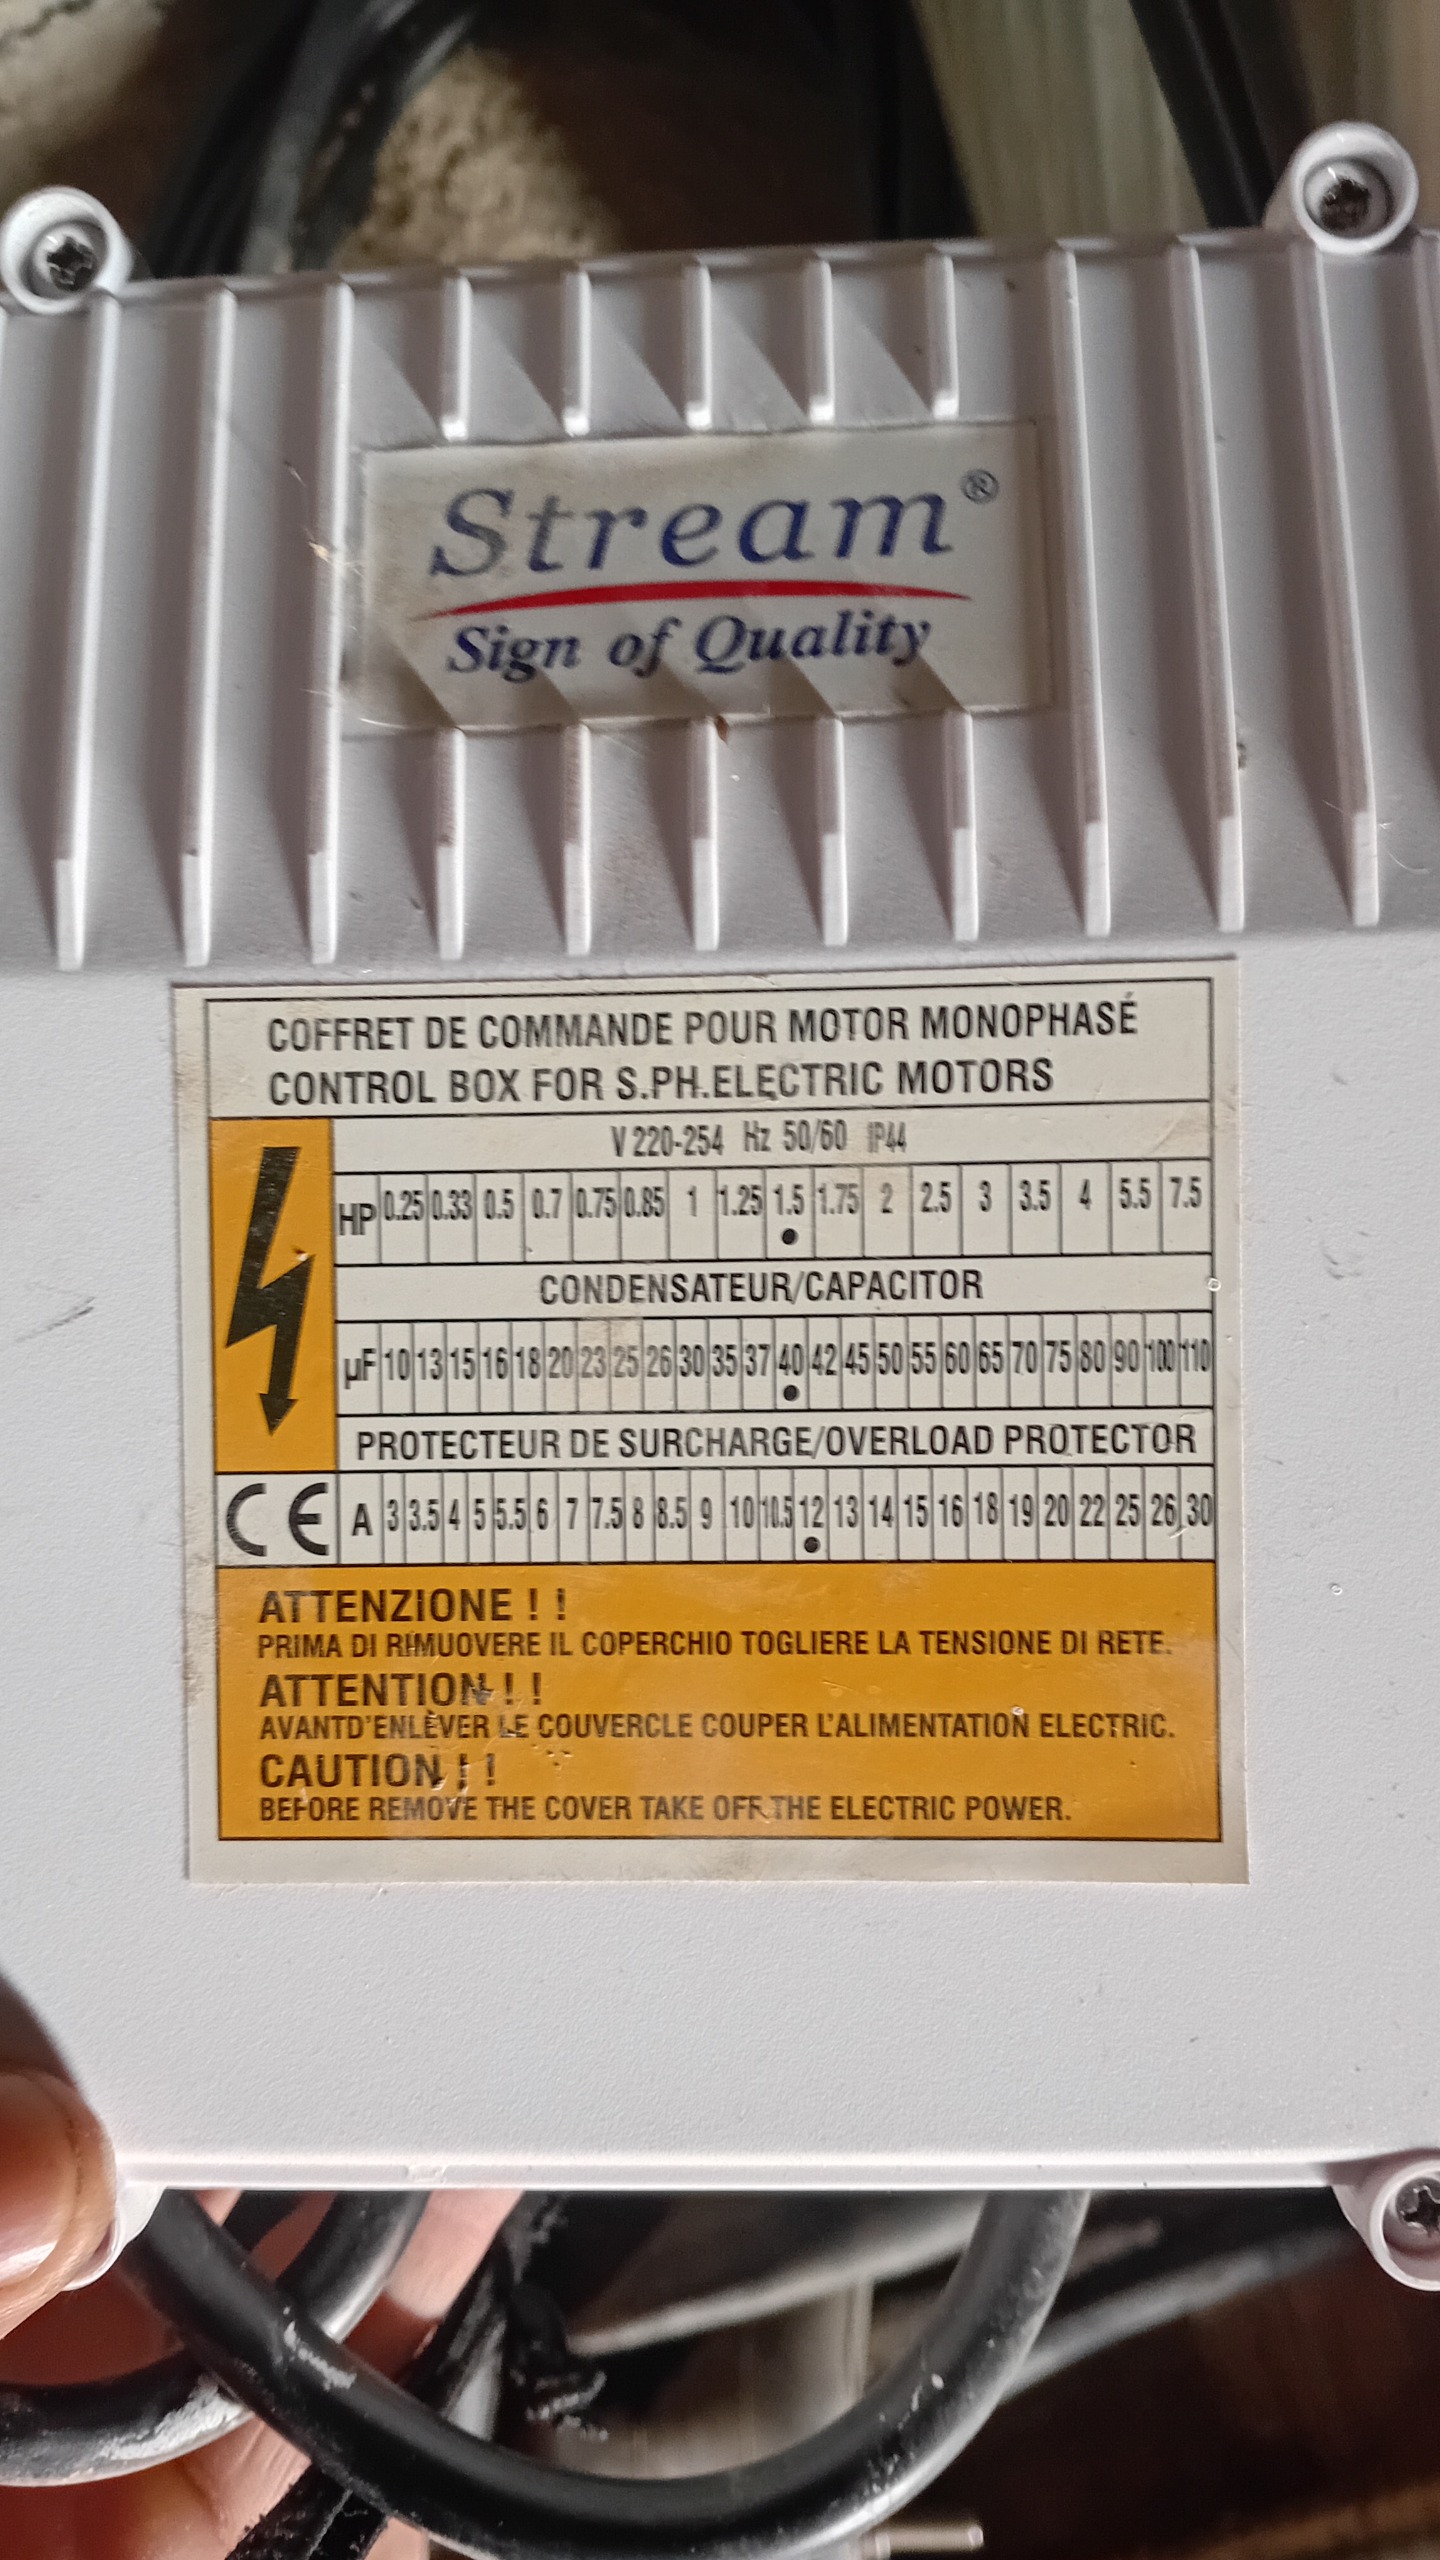 Stream®
Sign of Quality
COFFRET DE COMMANDE POUR MOTOR MONOPHASÉ
CONTROL BOX FOR S.PH.ELECTRIC MOTORS
V 220-254 Hz 50/60 IP44
HP 0.25 0.33 0.5 0.7 0.75 0.85 1 1.25 1.5 1.75 2 2.5 3 3.5 4 5.5 7.5
CONDENSATEUR/CAPACITOR
µF 10 13 15 16 18 20 23 25 26 30 35 37 40 42 45 50 55 60 65 70 75 80 90 100 110
PROTECTEUR DE SURCHARGE/OVERLOAD PROTECTOR
CE A 3 3.5 4 5 5.5 6 7 7.5 8 8.5 9 10 10.5 12 13 14 15 16 18 19 20 22 25 26 30
ATTENZIONE ! !
PRIMA DI RIMUOVERE IL COPERCHIO TOGLIERE LA TENSIONE DI RETE.
ATTENTION ! !
AVANTD'ENLÈVER LE COUVERCLE COUPER L'ALIMENTATION ELECTRIC.
CAUTION ! !
BEFORE REMOVE THE COVER TAKE OFF THE ELECTRIC POWER.